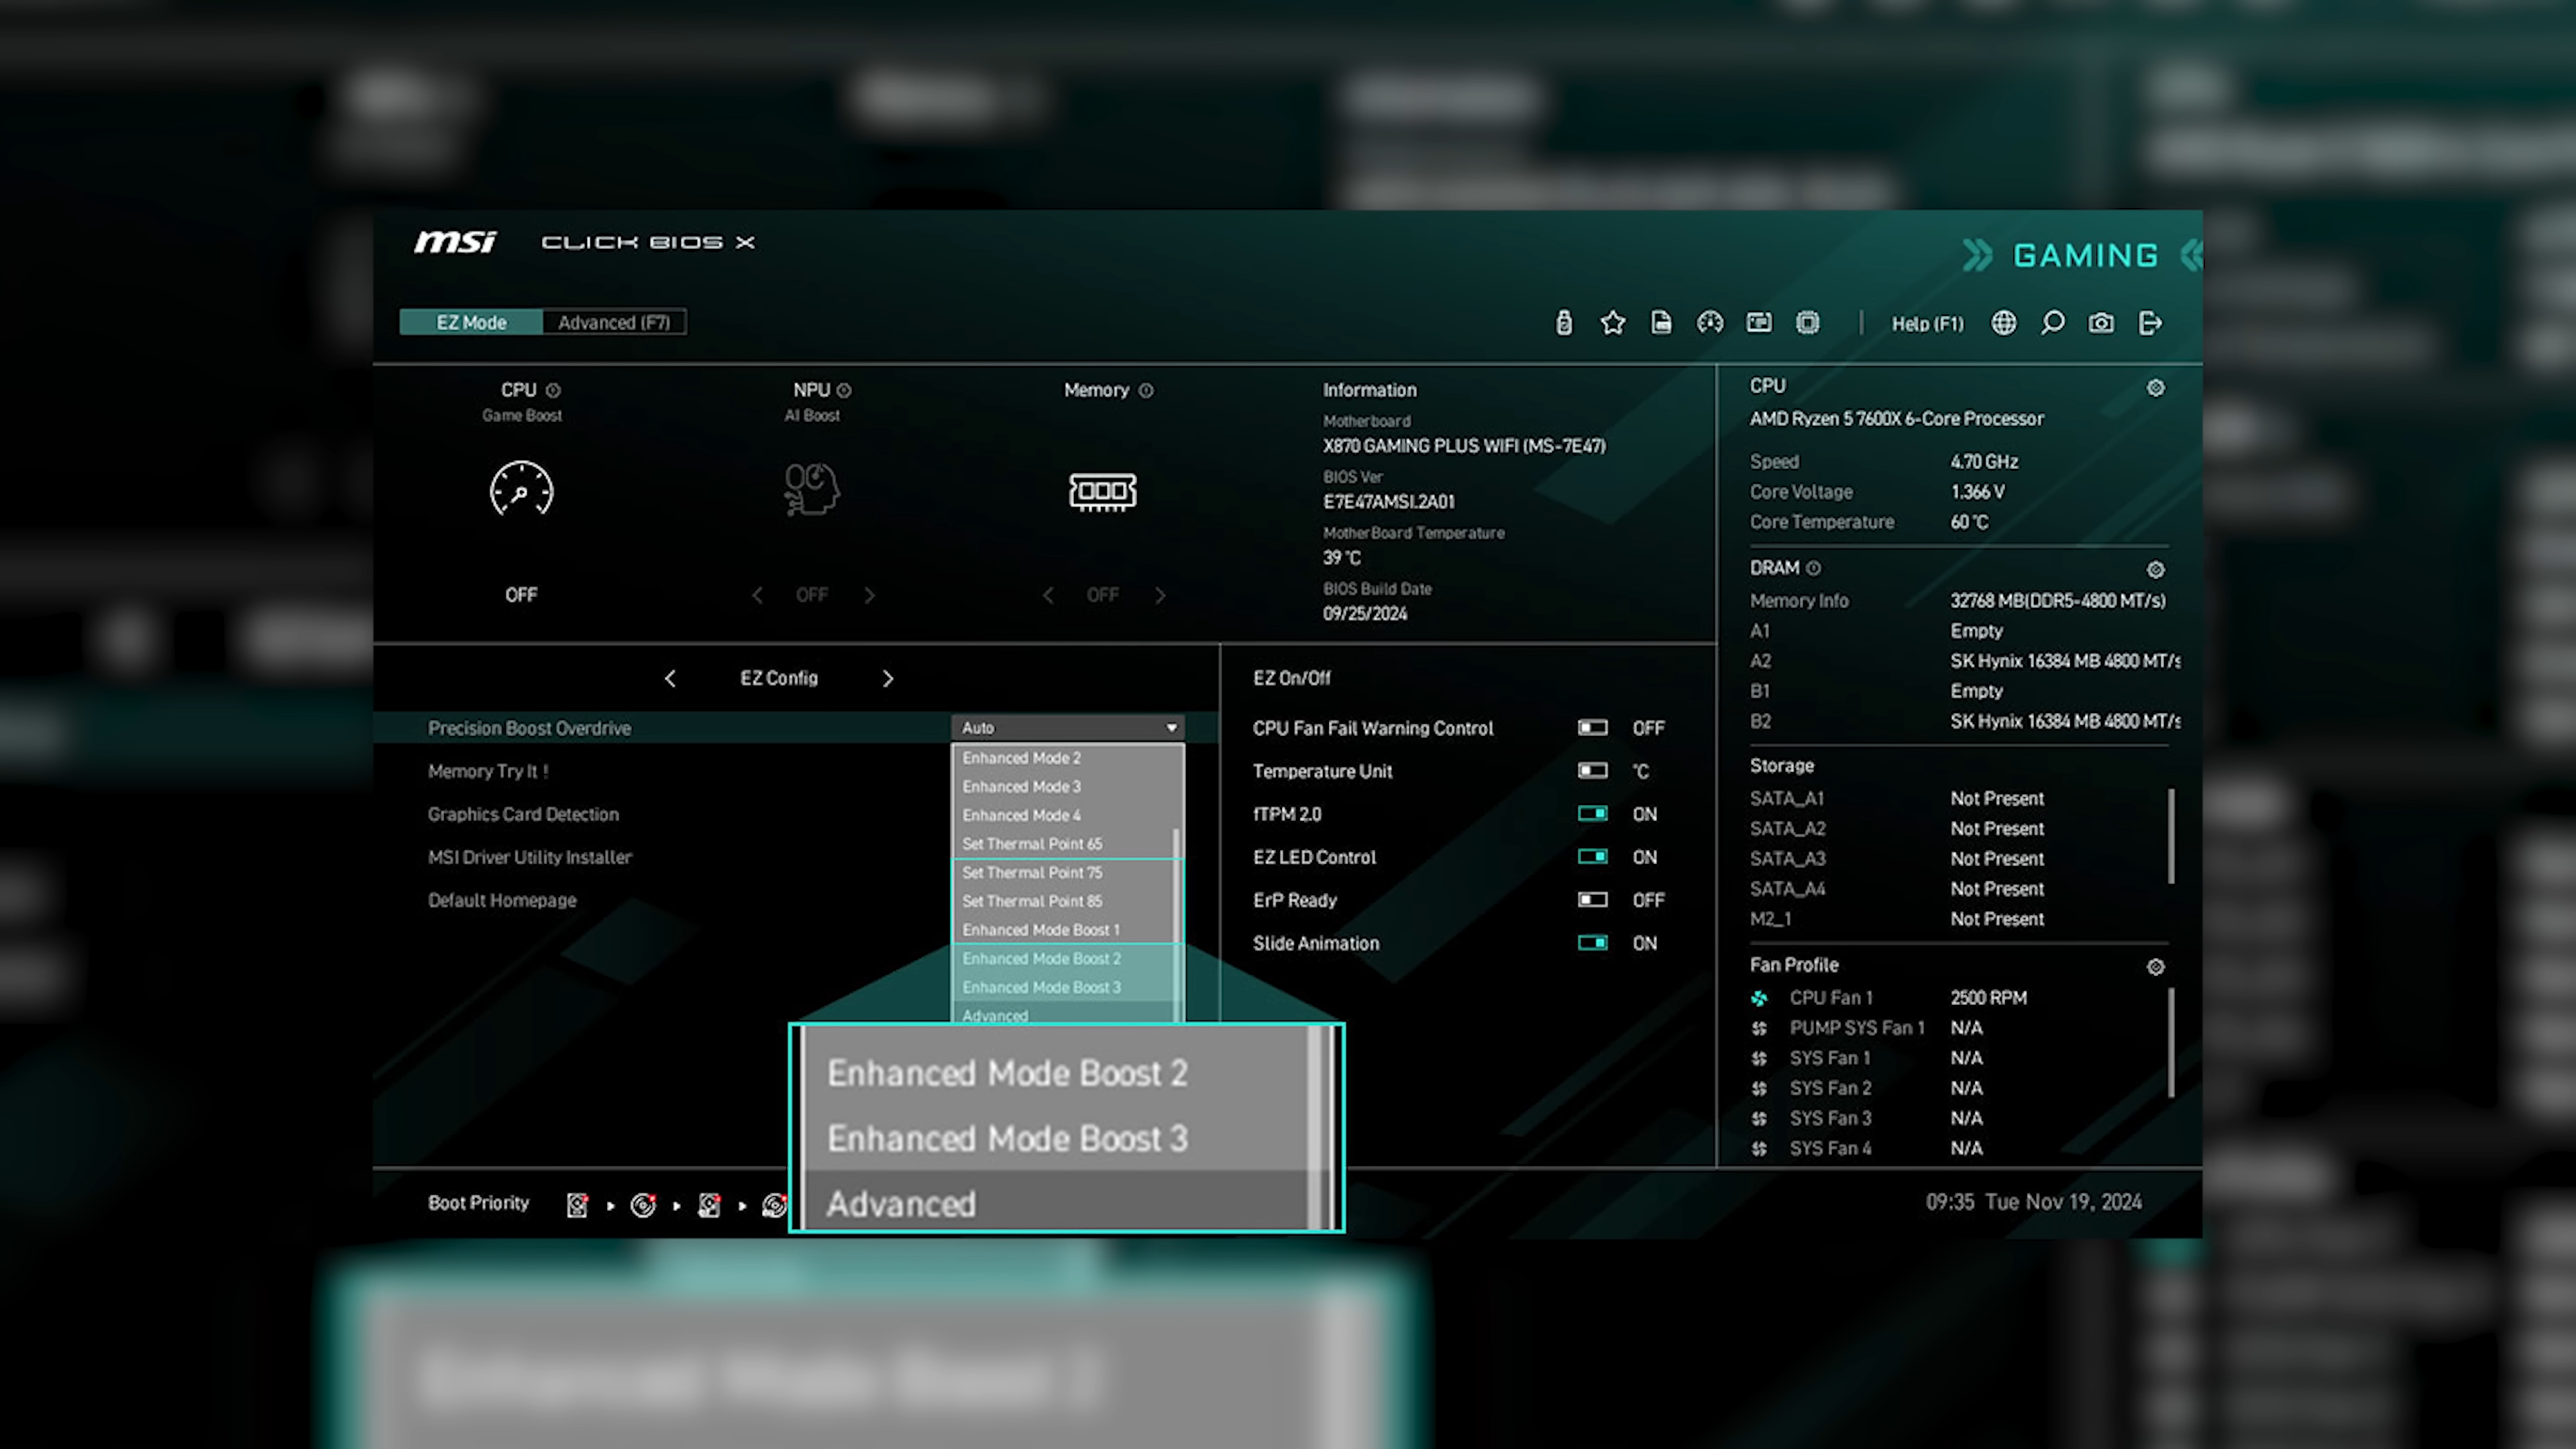 msi CLICK BIOS X
GAMING
EZ Mode Advanced (F7)
Help (F1)
CPU
Game Boost
OFF
NPU
AI Boost
OFF
Memory
OFF
Information
Motherboard
X870 GAMING PLUS WIFI (MS-7E47)
BIOS Ver
E7E47AMSI.2A01
MotherBoard Temperature
39 °C
BIOS Build Date
09/25/2024
CPU
AMD Ryzen 5 7600X 6-Core Processor
Speed 4.70 GHz
Core Voltage 1.366 V
Core Temperature 60 °C
DRAM
Memory Info 32768 MB(DDR5-4800 MT/s)
A1 Empty
A2 SK Hynix 16384 MB 4800 MT/s
B1 Empty
B2 SK Hynix 16384 MB 4800 MT/s
Storage
SATA_A1 Not Present
SATA_A2 Not Present
SATA_A3 Not Present
SATA_A4 Not Present
M2_1 Not Present
Fan Profile
CPU Fan 1 2500 RPM
PUMP SYS Fan 1 N/A
SYS Fan 1 N/A
SYS Fan 2 N/A
SYS Fan 3 N/A
SYS Fan 4 N/A
EZ Config
Precision Boost Overdrive Auto
Memory Try It !
Graphics Card Detection
MSI Driver Utility Installer
Default Homepage
Enhanced Mode 2
Enhanced Mode 3
Enhanced Mode 4
Set Thermal Point 65
Set Thermal Point 75
Set Thermal Point 85
Enhanced Mode Boost 1
Enhanced Mode Boost 2
Enhanced Mode Boost 3
Advanced
Enhanced Mode Boost 2
Enhanced Mode Boost 3
Advanced
EZ On/Off
CPU Fan Fail Warning Control OFF
Temperature Unit °C
fTPM 2.0 ON
EZ LED Control ON
ErP Ready OFF
Slide Animation ON
Boot Priority
09:35 Tue Nov 19, 2024